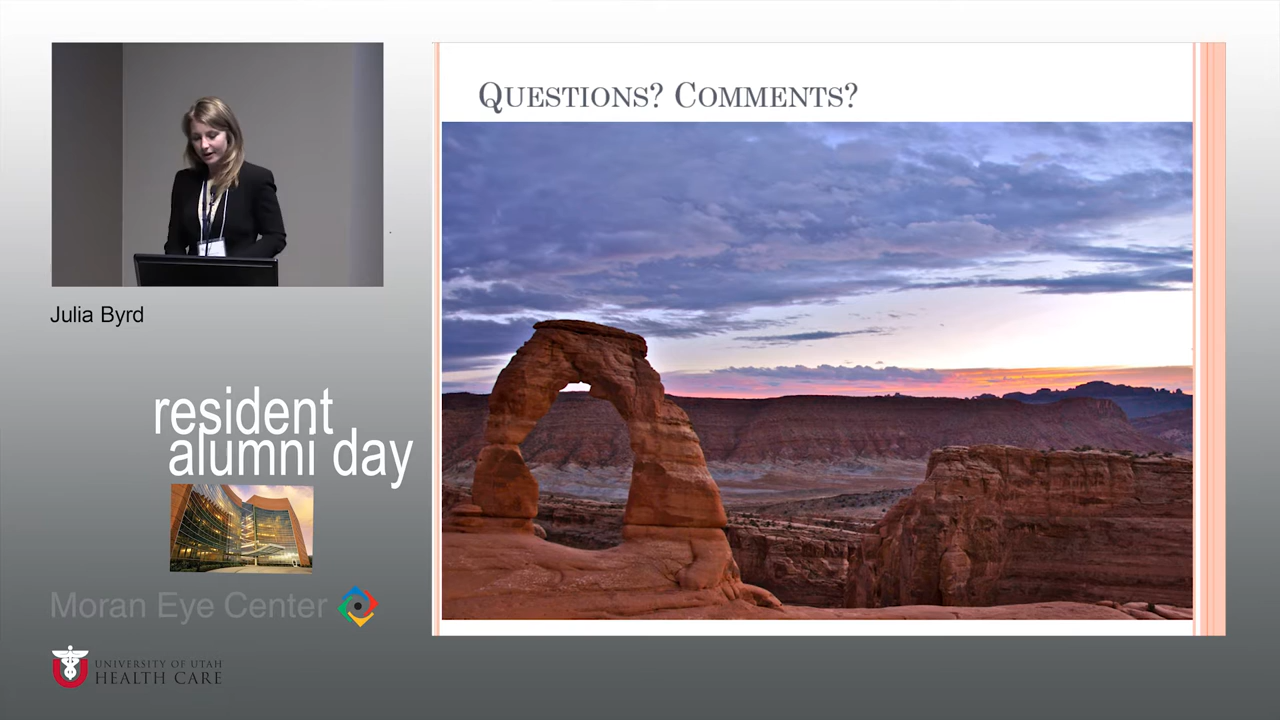 QUESTIONS? COMMENTS?
Julia Byrd
resident
alumni day
Moran Eye Center
UNIVERSITY OF UTAH
HEALTH CARE